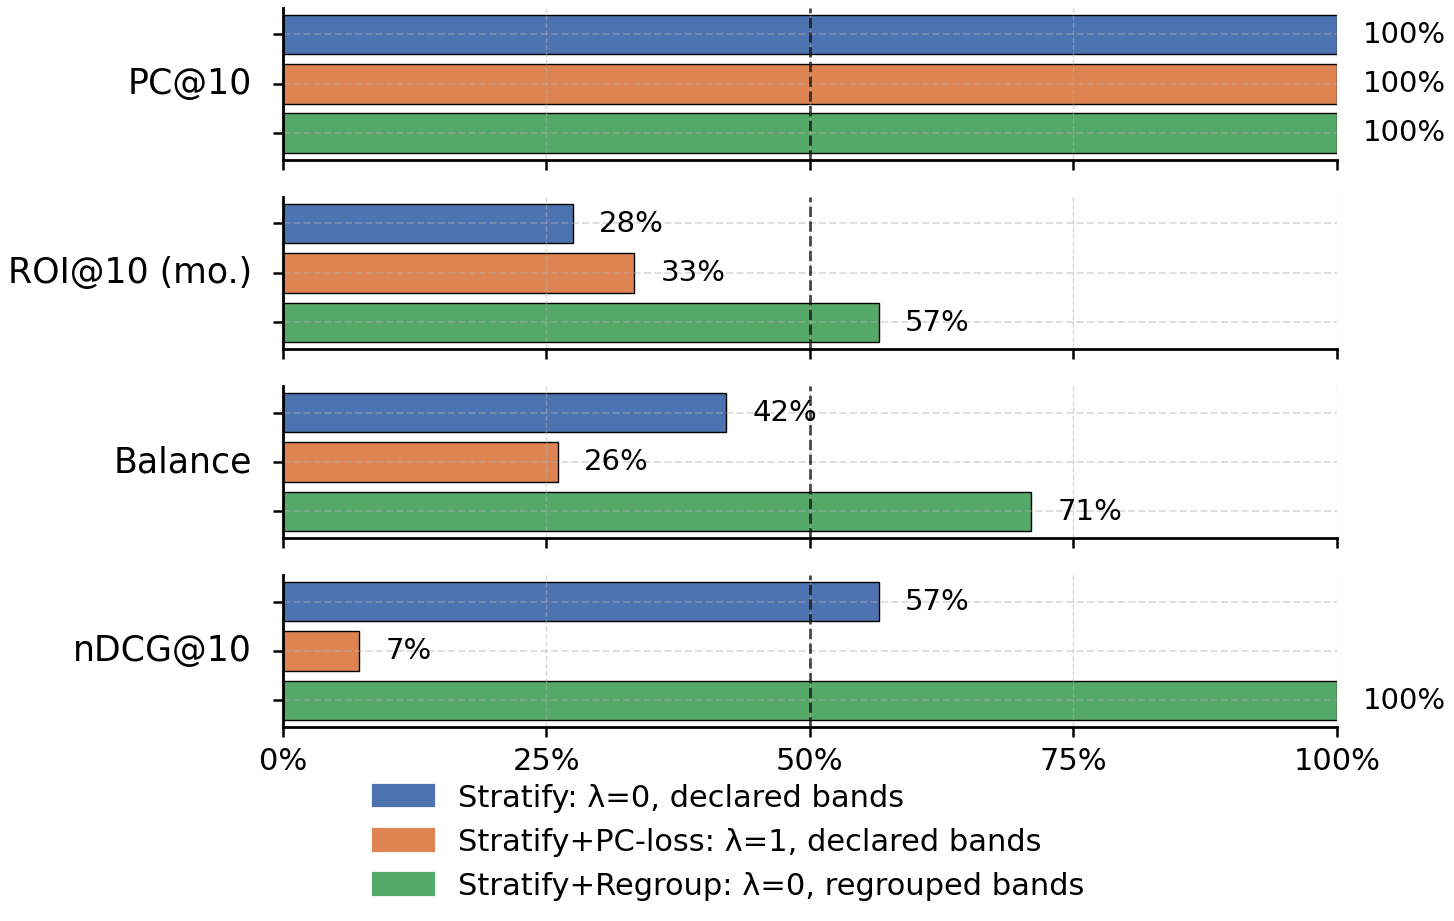 100%
PC@10
100%
100%
28%
ROI@10 (mo.)
33%
57%
42%
Balance
26%
71%
57%
nDCG@10
7%
100%
0% 25% 50% 75% 100%
Stratify: λ=0, declared bands
Stratify+PC-loss: λ=1, declared bands
Stratify+Regroup: λ=0, regrouped bands